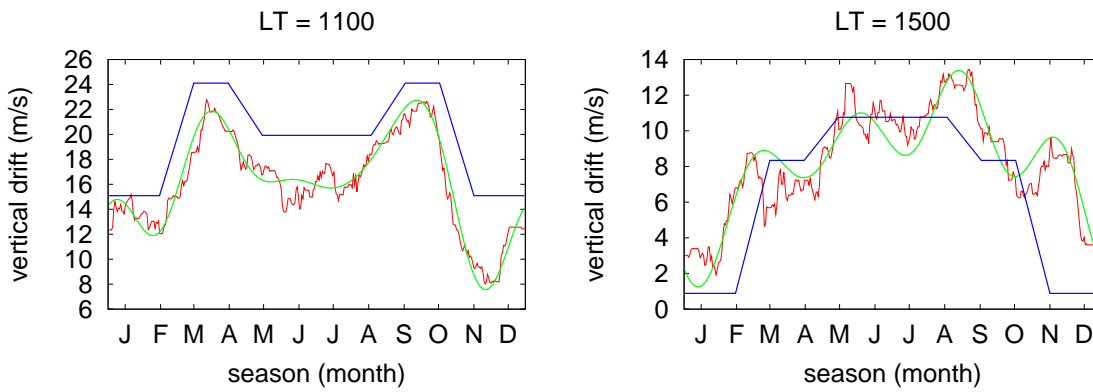 LT = 1100
vertical drift (m/s)
26
24
22
20
18
16
14
12
10
8
6
J F M A M J J A S O N D
season (month)
LT = 1500
vertical drift (m/s)
14
12
10
8
6
4
2
0
J F M A M J J A S O N D
season (month)